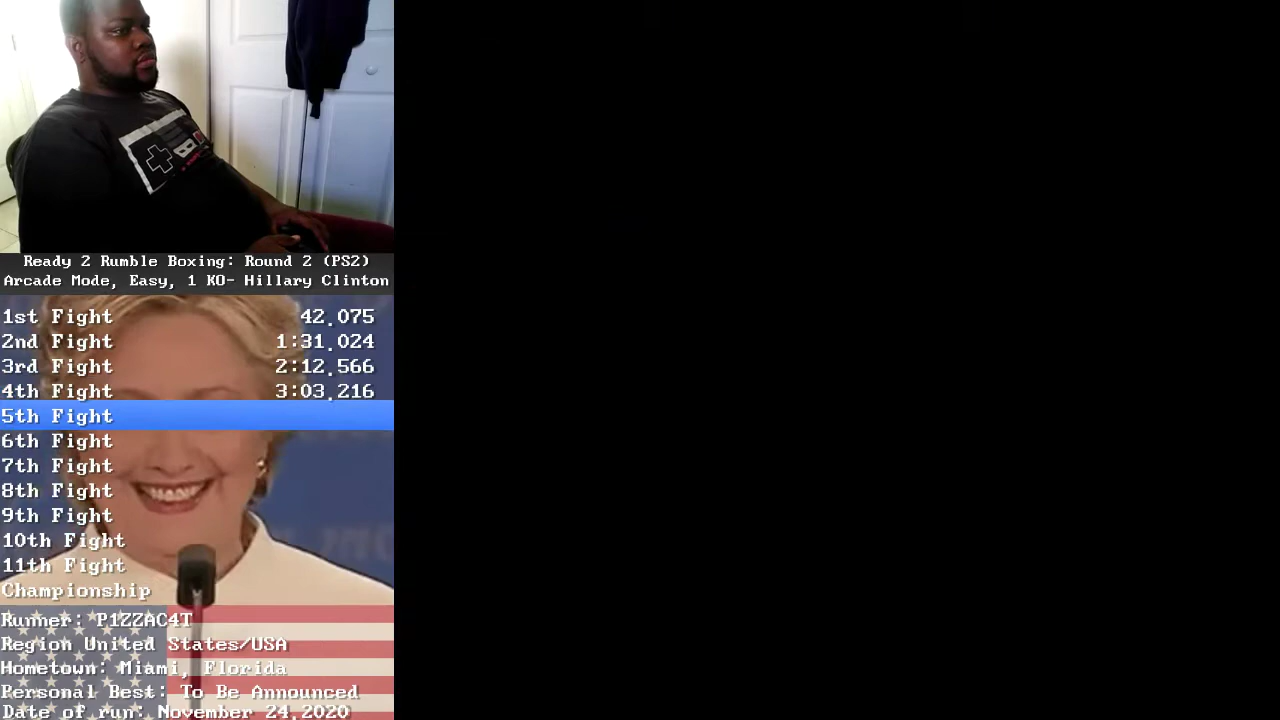 Ready 2 Rumble Boxing: Round 2 (PS2)
Arcade Mode, Easy, 1 KO- Hillary Clinton
1st Fight 42.075
2nd Fight 1:31.024
3rd Fight 2:12.566
4th Fight 3:03.216
5th Fight
6th Fight
7th Fight
8th Fight
9th Fight
10th Fight
11th Fight
Championship
Runner: P1ZZAC4T
Region United States/USA
Hometown: Miami, Florida
Personal Best: To Be Announced
Date of run: November 24,2020